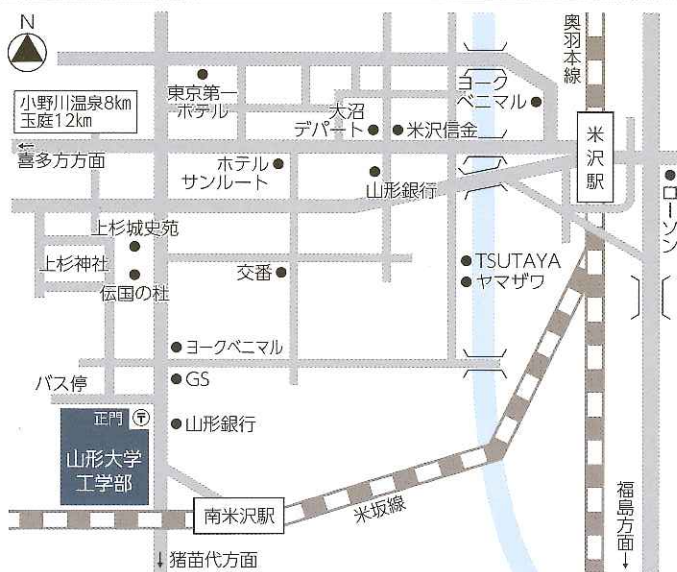 N
奥羽本線
ヨーク
ベニマル
東京第一
ホテル
小野川温泉8km
玉庭12km
大沼
デパート
米沢信金
米沢駅
←
喜多方方面
ホテル
サンルート
山形銀行
ローソン
上杉城史苑
上杉神社
伝国の杜
交番
TSUTAYA
ヤマザワ
ヨークベニマル
バス停
GS
正門 〒
山形銀行
山形大学
工学部
南米沢駅
米坂線
福島方面→
↓猪苗代方面